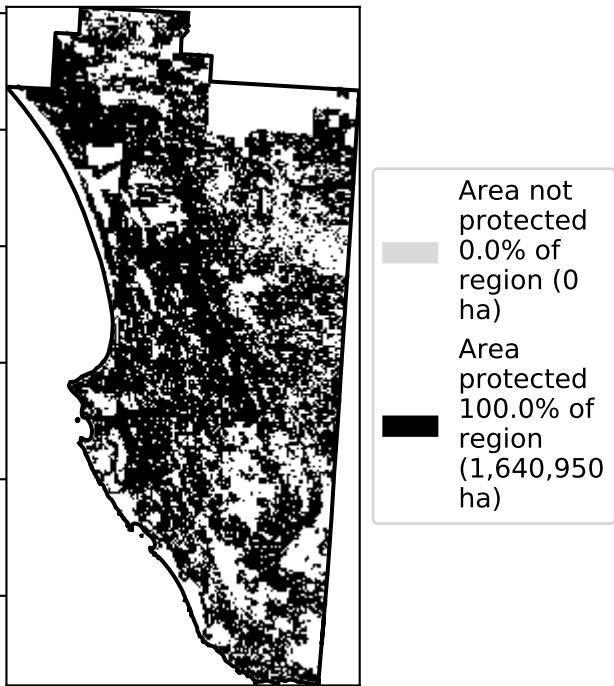 Area not
protected
0.0% of
region (0
ha)
Area
protected
100.0% of
region
(1,640,950
ha)